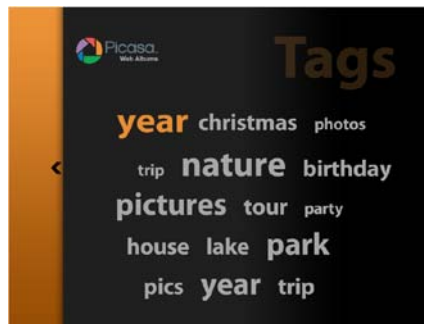 Picasa.
Web Albums
Tags
year christmas photos
trip nature birthday
pictures tour party
house lake park
pics year trip